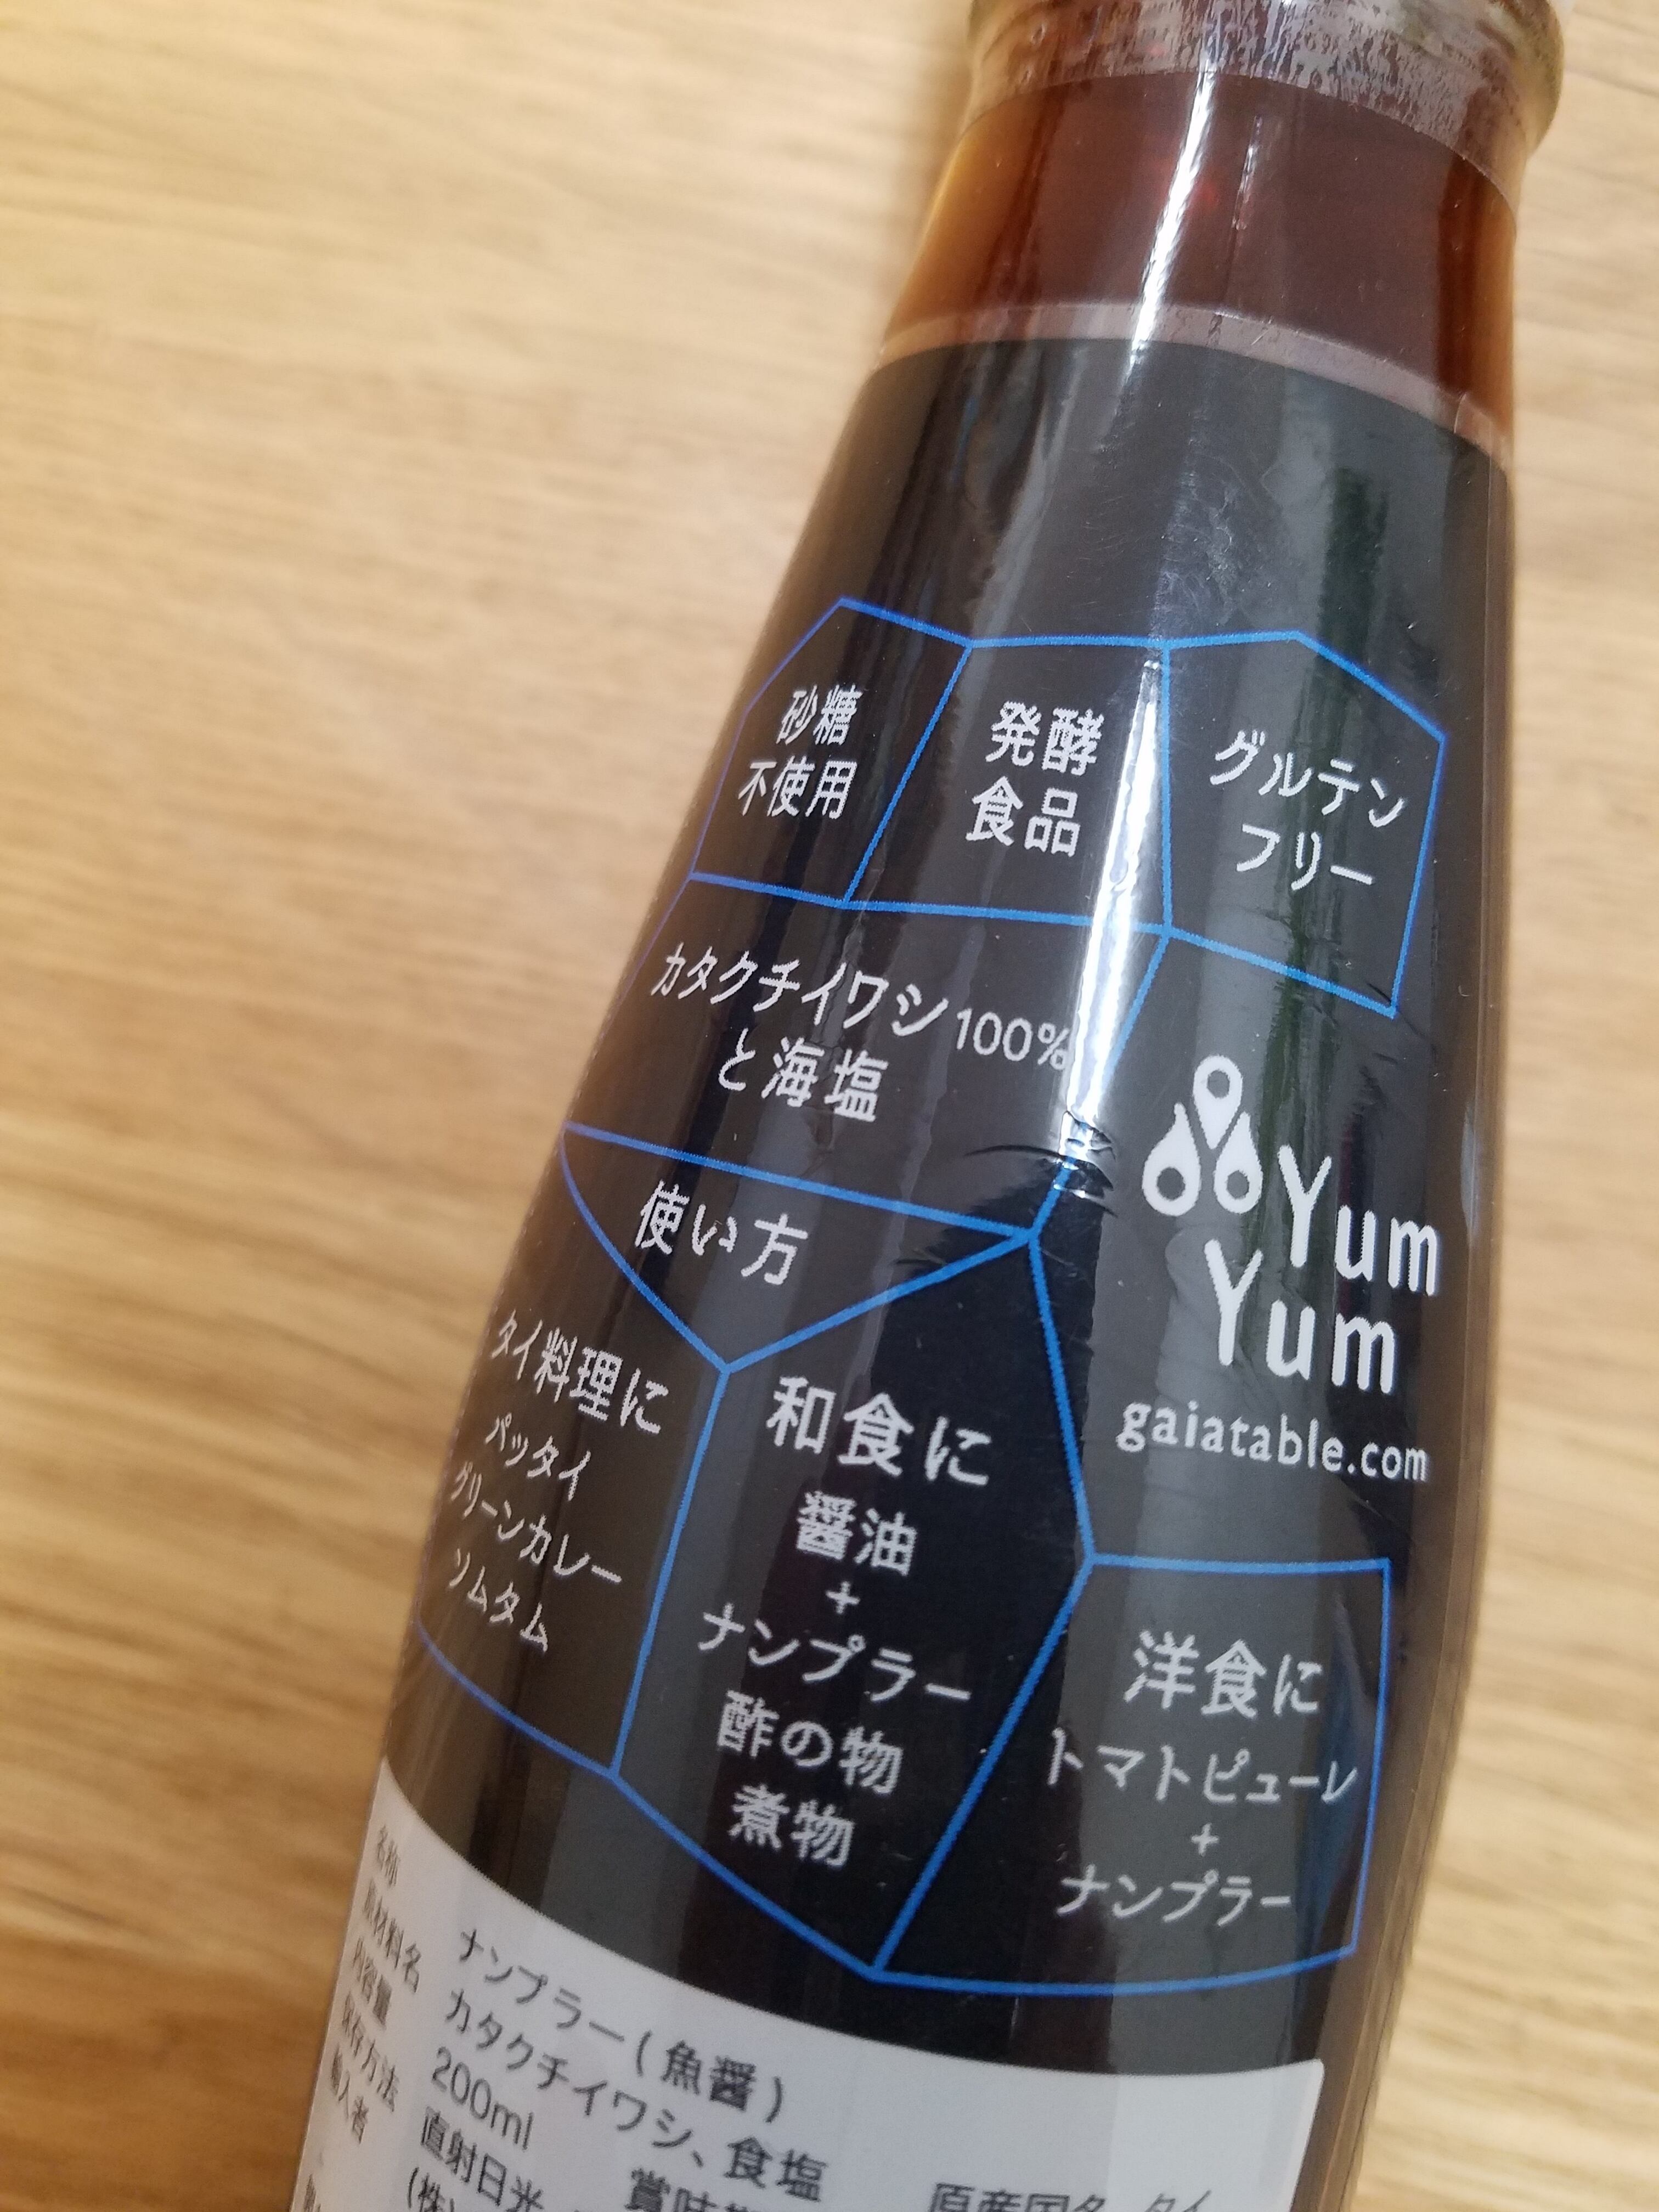 砂糖
不使用
発酵
食品
グルテン
フリー
カタクチイワシ100%
と海塩
Yum
Yum
gaiatable.com
使い方
タイ料理に
パッタイ
グリーンカレー
ソムタム
和食に
醤油
+
ナンプラー
酢の物
煮物
洋食に
トマトピューレ
+
ナンプラー
名称 ナンプラー(魚醤)
原材料名 カタクチイワシ、食塩
内容量 200ml
保存方法 直射日光 賞味 原産国名 タイ
輸入者 (株)